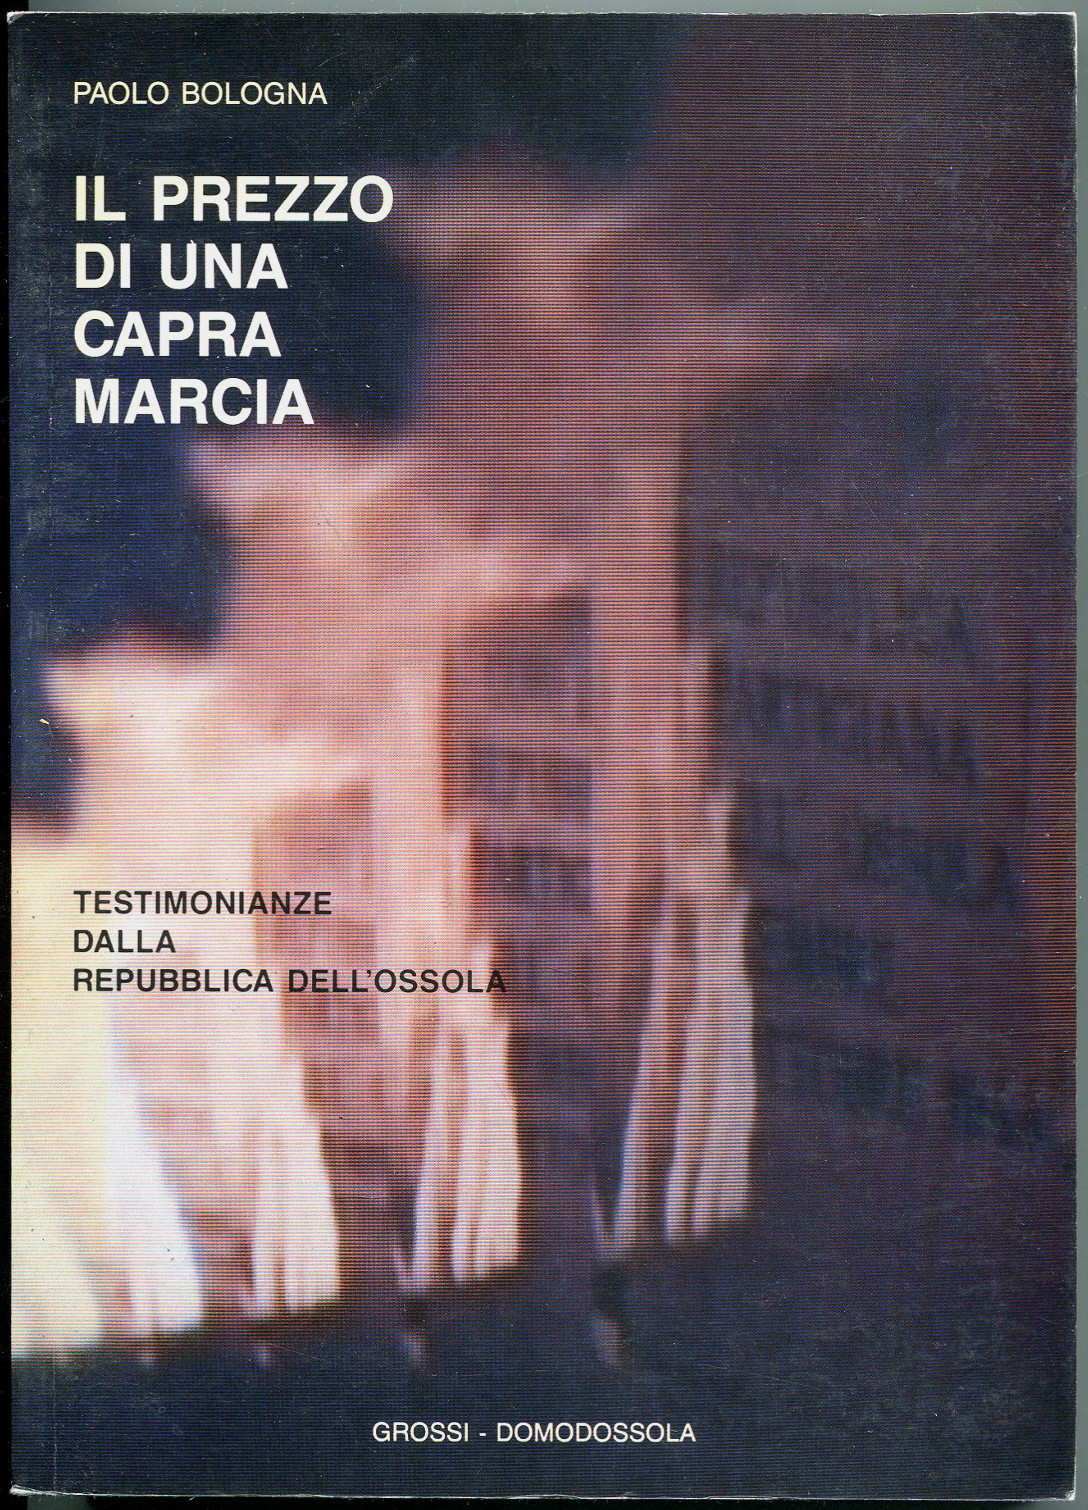 PAOLO BOLOGNA
IL PREZZO
DI UNA
CAPRA
MARCIA
TESTIMONIANZE
DALLA
REPUBBLICA DELL'OSSOLA
GROSSI - DOMODOSSOLA